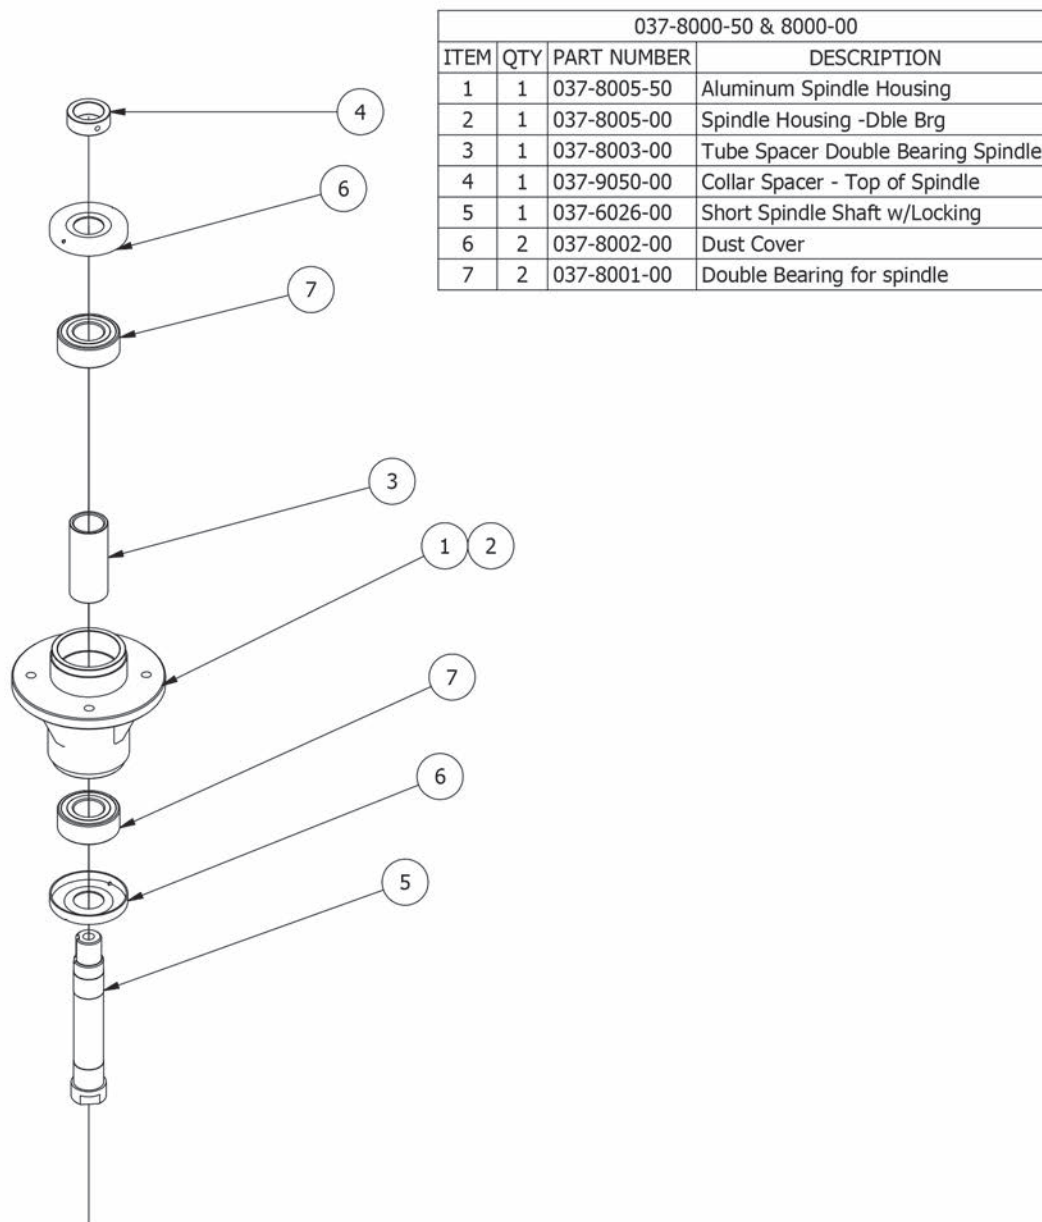 037-8000-50 & 8000-00
ITEM QTY PART NUMBER DESCRIPTION
1 1 037-8005-50 Aluminum Spindle Housing
2 1 037-8005-00 Spindle Housing -Dble Brg
3 1 037-8003-00 Tube Spacer Double Bearing Spindle
4 1 037-9050-00 Collar Spacer - Top of Spindle
5 1 037-6026-00 Short Spindle Shaft w/Locking
6 2 037-8002-00 Dust Cover
7 2 037-8001-00 Double Bearing for spindle
4
6
7
3
1 2
7
6
5